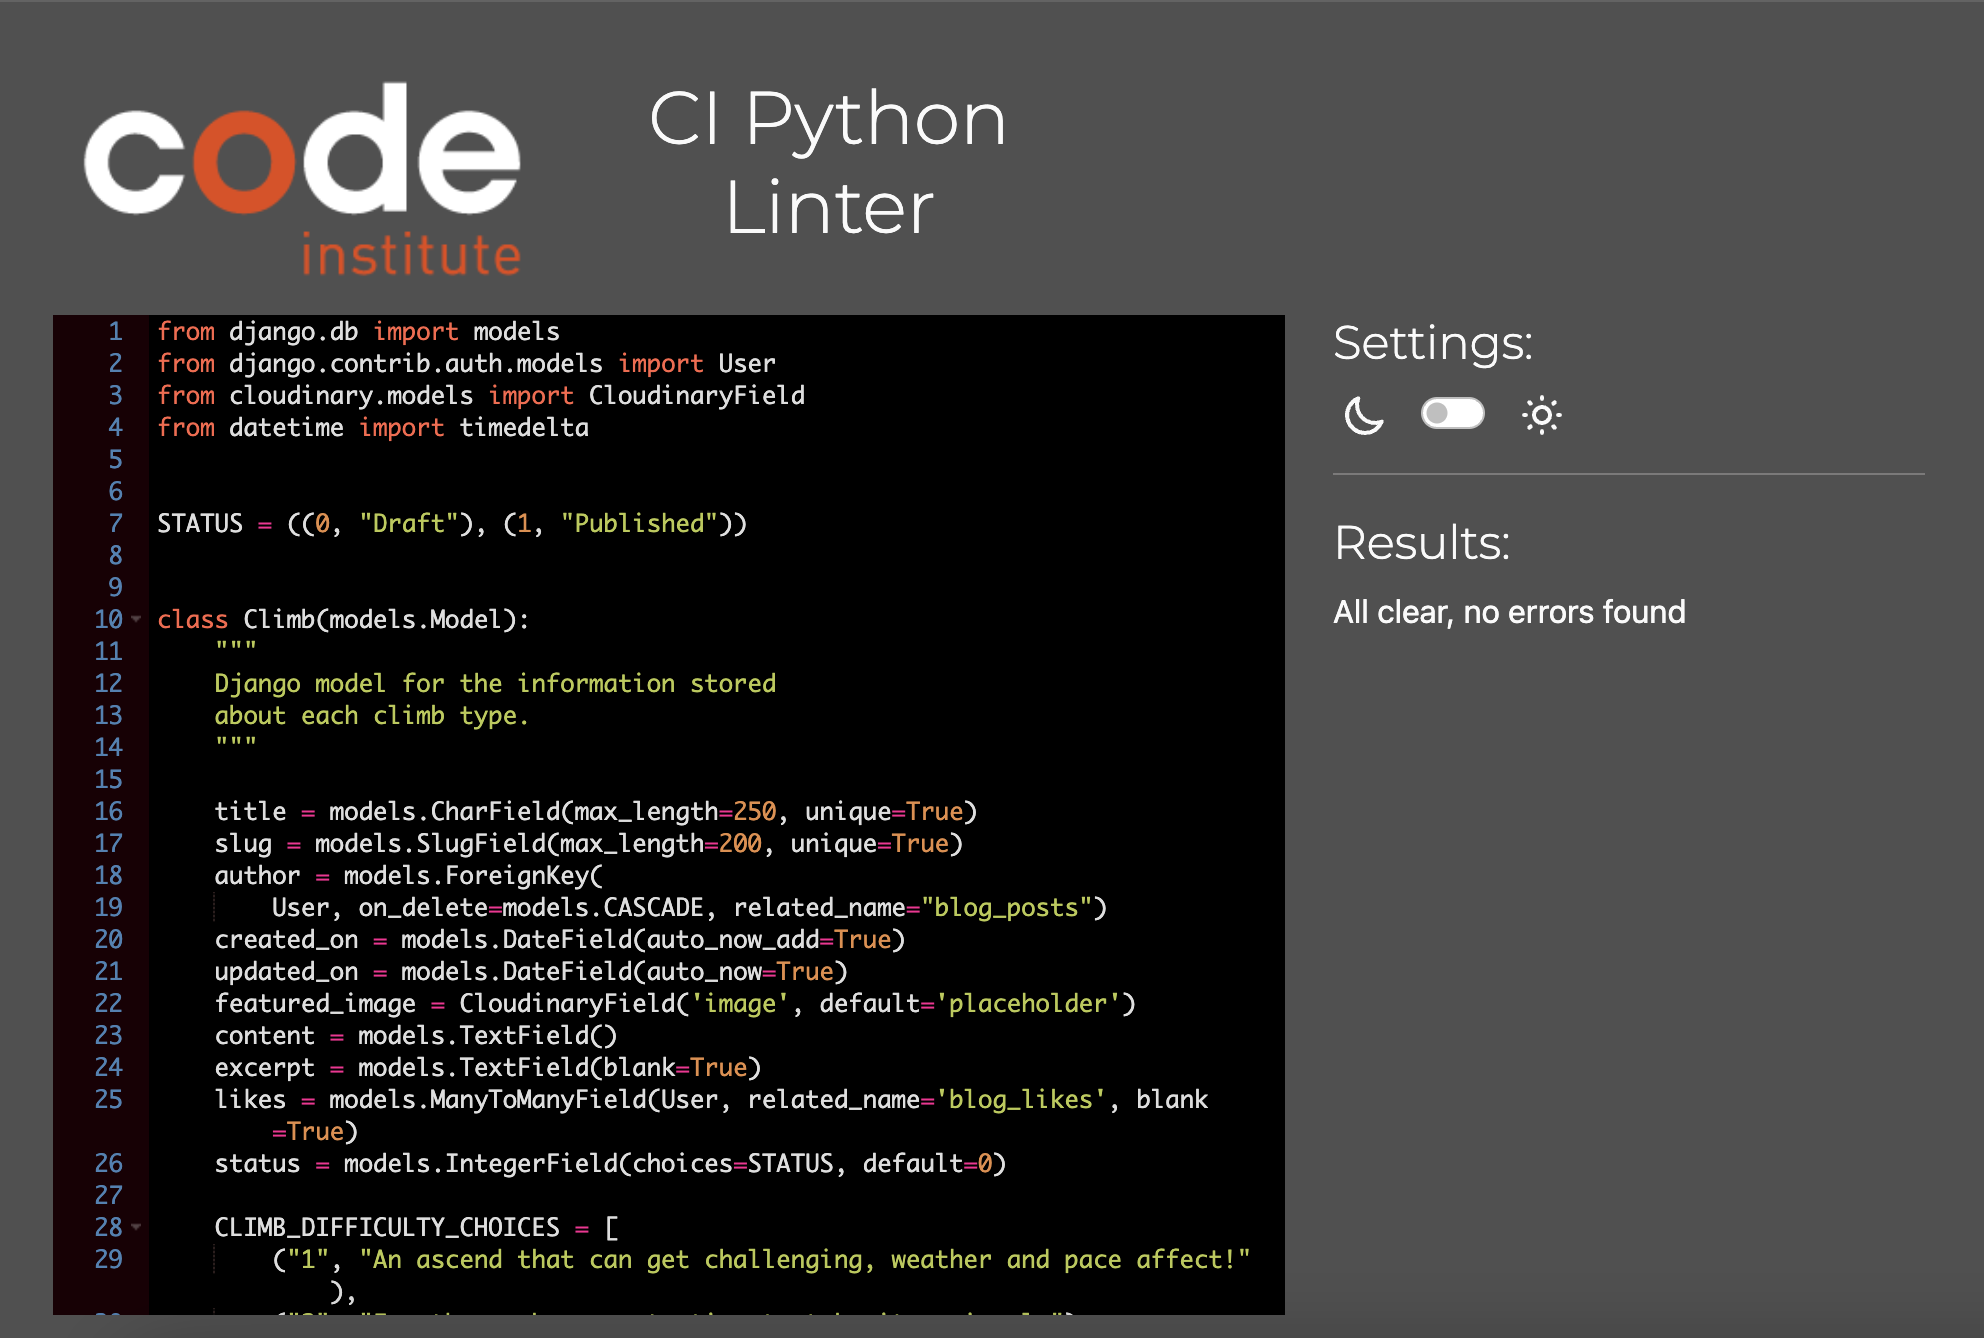 code
institute
CI Python
Linter
1 from django.db import models
2 from django.contrib.auth.models import User
3 from cloudinary.models import CloudinaryField
4 from datetime import timedelta
5
6
7 STATUS = ((0, "Draft"), (1, "Published"))
8
9
10 class Climb(models.Model):
11     """
12     Django model for the information stored
13     about each climb type.
14     """
15
16     title = models.CharField(max_length=250, unique=True)
17     slug = models.SlugField(max_length=200, unique=True)
18     author = models.ForeignKey(
19         User, on_delete=models.CASCADE, related_name="blog_posts")
20     created_on = models.DateField(auto_now_add=True)
21     updated_on = models.DateField(auto_now=True)
22     featured_image = CloudinaryField('image', default='placeholder')
23     content = models.TextField()
24     excerpt = models.TextField(blank=True)
25     likes = models.ManyToManyField(User, related_name='blog_likes', blank
=True)
26     status = models.IntegerField(choices=STATUS, default=0)
27
28     CLIMB_DIFFICULTY_CHOICES = [
29         ("1", "An ascend that can get challenging, weather and pace affect!"
),
Settings:
Results:
All clear, no errors found